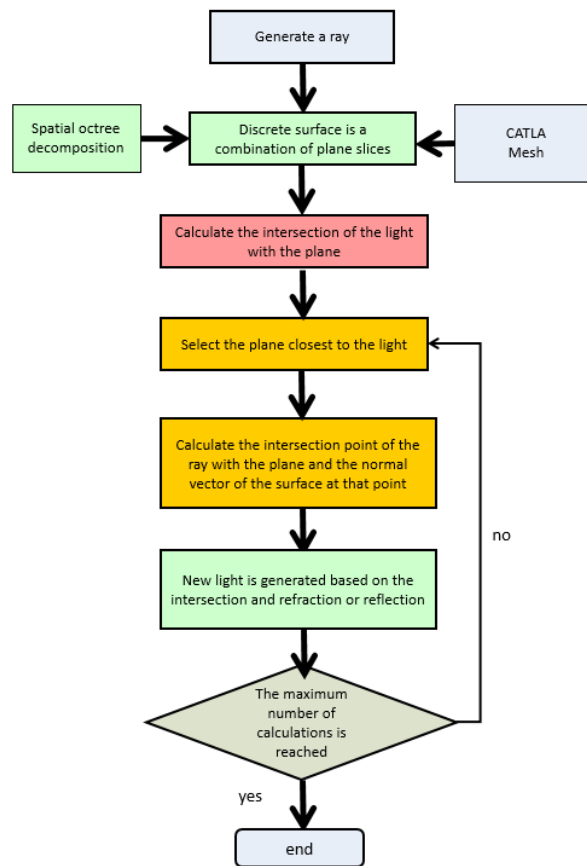 Generate a ray
Spatial octree
decomposition
Discrete surface is a
combination of plane slices
CATLA
Mesh
Calculate the intersection of the light
with the plane
Select the plane closest to the light
Calculate the intersection point of the
ray with the plane and the normal
vector of the surface at that point
no
New light is generated based on the
intersection and refraction or reflection
The maximum
number of
calculations is
reached
yes
end